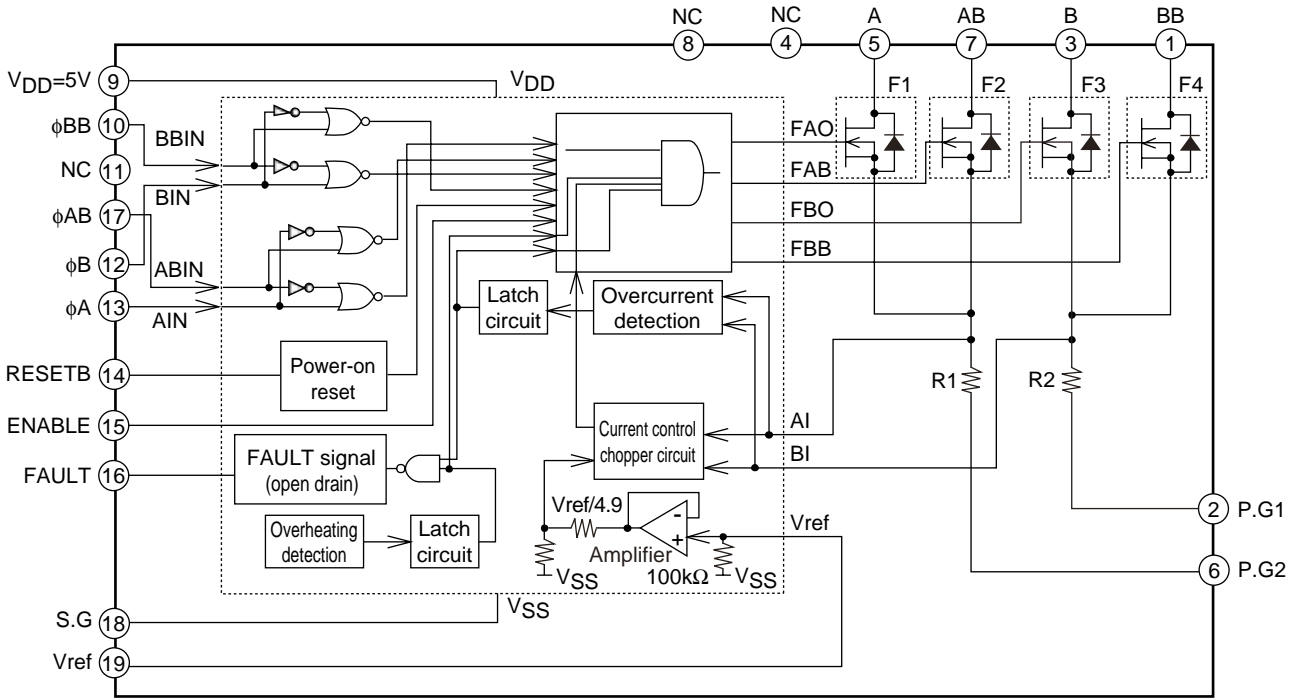 NC NC A AB B BB
8 4 5 7 3 1
VDD=5V 9
VDD
F1 F2 F3 F4
φBB 10
BBIN
FAO
NC 11
BIN
FAB
φAB 17
FBO
φB 12
ABIN
FBB
φA 13
AIN
Latch
circuit
Overcurrent
detection
RESETB 14
Power-on
reset
R1 R2
ENABLE 15
Current control
chopper circuit
AI
BI
FAULT 16
FAULT signal
(open drain)
Vref/4.9
Vref
2 P.G1
Overheating
detection
Latch
circuit
-
+
Amplifier
VSS
100kΩ
VSS
6 P.G2
VSS
S.G 18
Vref 19